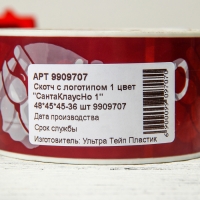 АРТ 9909707
Скотч с логотипом 1 цвет
"СантаКлаусНо 1"
48*45*45-36 шт 9909707
Дата производства
Срок службы
Изготовитель: Ультра Тейп Пластик